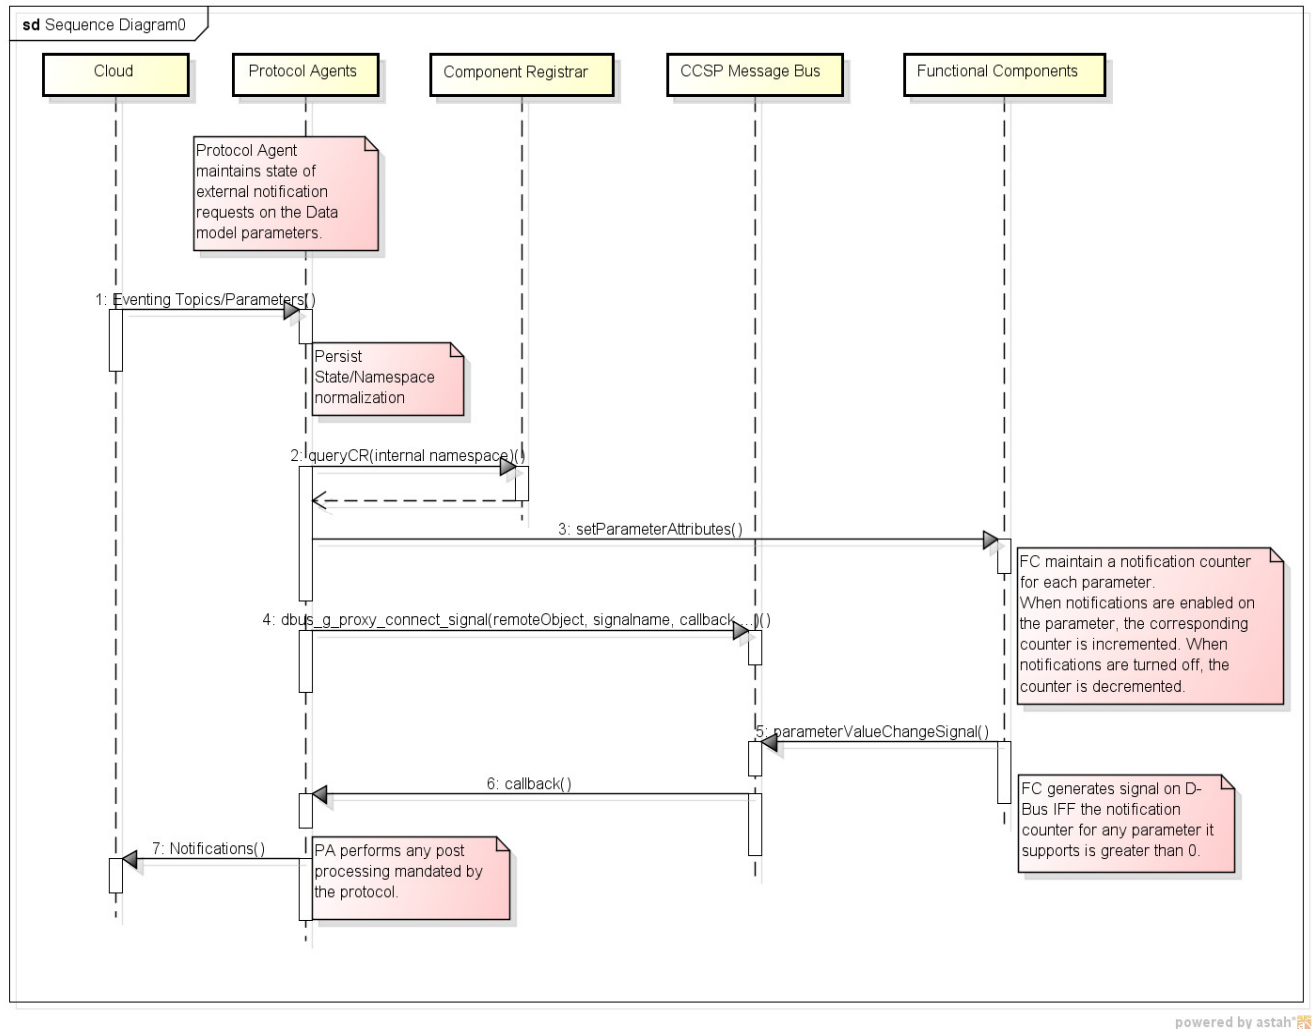 sd Sequence Diagram0
Cloud
Protocol Agents
Component Registrar
CCSP Message Bus
Functional Components
Protocol Agent
maintains state of
external notification
requests on the Data
model parameters.
1: Eventing Topics/Parameters()
Persist
State/Namespace
normalization
2: queryCR(internal namespace)()
3: setParameterAttributes()
FC maintain a notification counter
for each parameter.
When notifications are enabled on
the parameter, the corresponding
counter is incremented. When
notifications are turned off, the
counter is decremented.
4: dbus_g_proxy_connect_signal(remoteObject, signalname, callback,...)()
5: parameterValueChangeSignal()
6: callback()
FC generates signal on D-
Bus IFF the notification
counter for any parameter it
supports is greater than 0.
7: Notifications()
PA performs any post
processing mandated by
the protocol.
powered by astah*